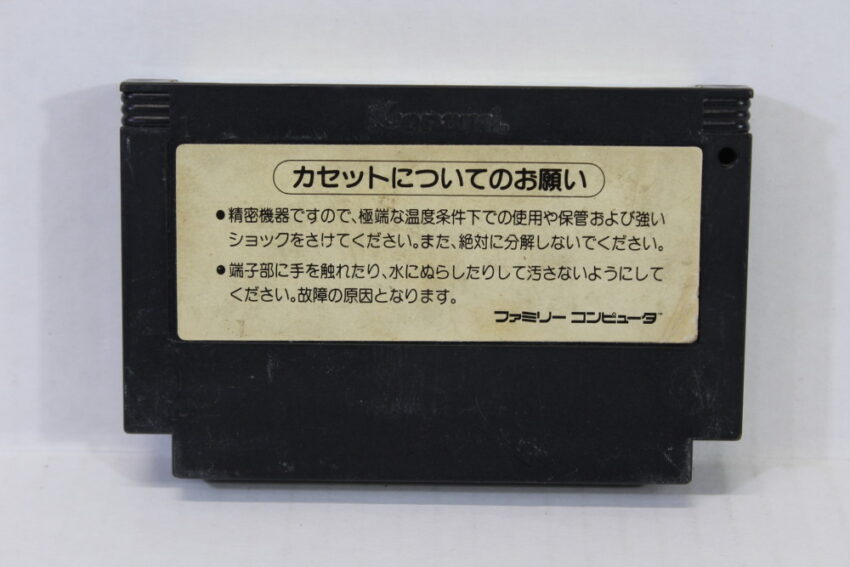 Konami
カセットについてのお願い
●精密機器ですので、極端な温度条件下での使用や保管および強い
ショックをさけてください。また、絶対に分解しないでください。
●端子部に手を触れたり、水にぬらしたりして汚さないようにして
ください。故障の原因となります。
ファミリー コンピュータ™